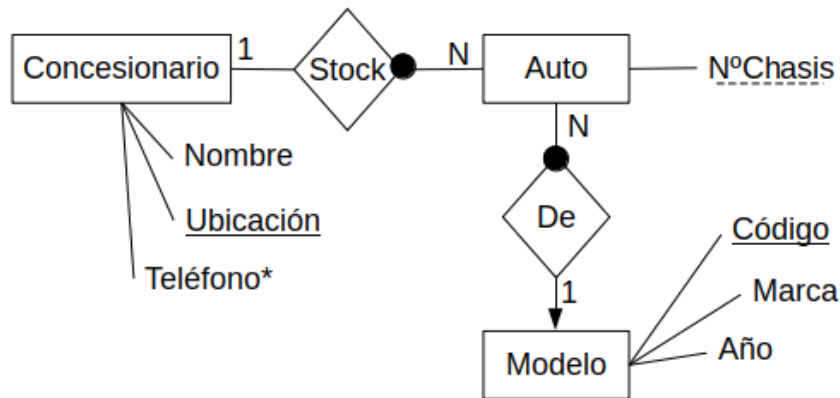 Concesionario
1
Stock
N
Auto
NºChasis
Nombre
Ubicación
Teléfono*
N
De
1
Modelo
Código
Marca
Año